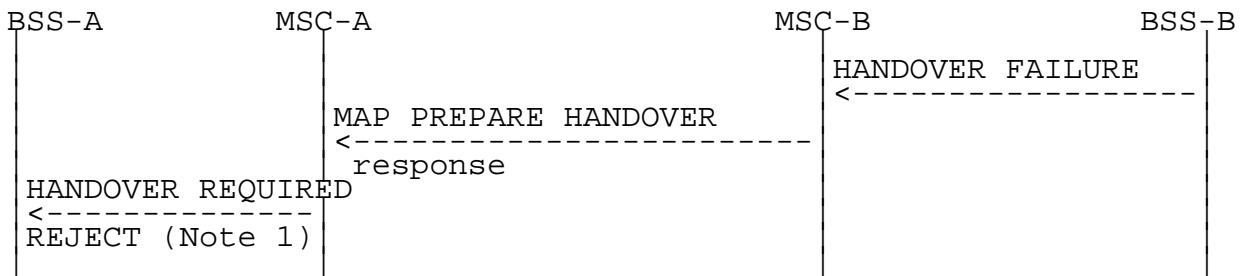 BSS-A MSC-A MSC-B BSS-B
HANDOVER FAILURE
MAP PREPARE HANDOVER
response
HANDOVER REQUIRED
REJECT (Note 1)